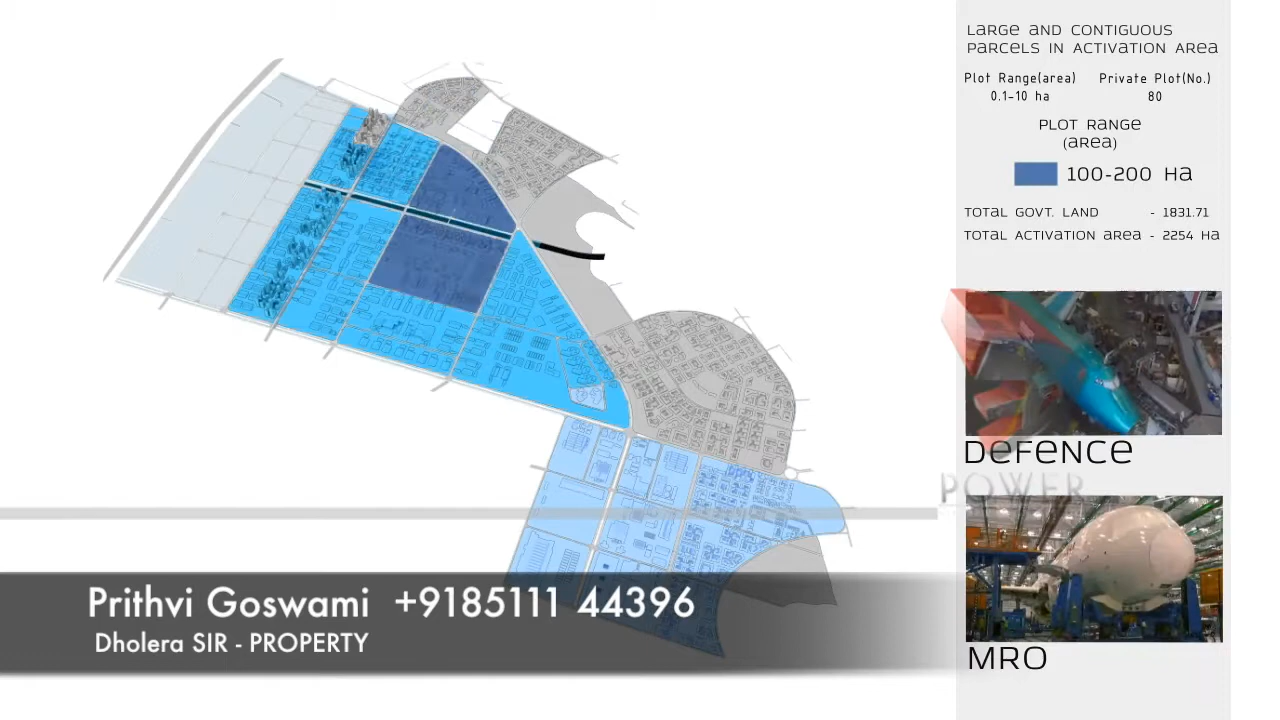 LARGE AND CONTIGUOUS
PARCELS IN ACTIVATION AREA
Plot Range(area) Private Plot(No.)
0.1-10 ha 80
PLOT RANGE
(AREA)
100-200 HA
TOTAL GOVT. LAND - 1831.71
TOTAL ACTIVATION AREA - 2254 HA
DEFENCE
POWER
MRO
Prithvi Goswami +9185111 44396
Dholera SIR - PROPERTY